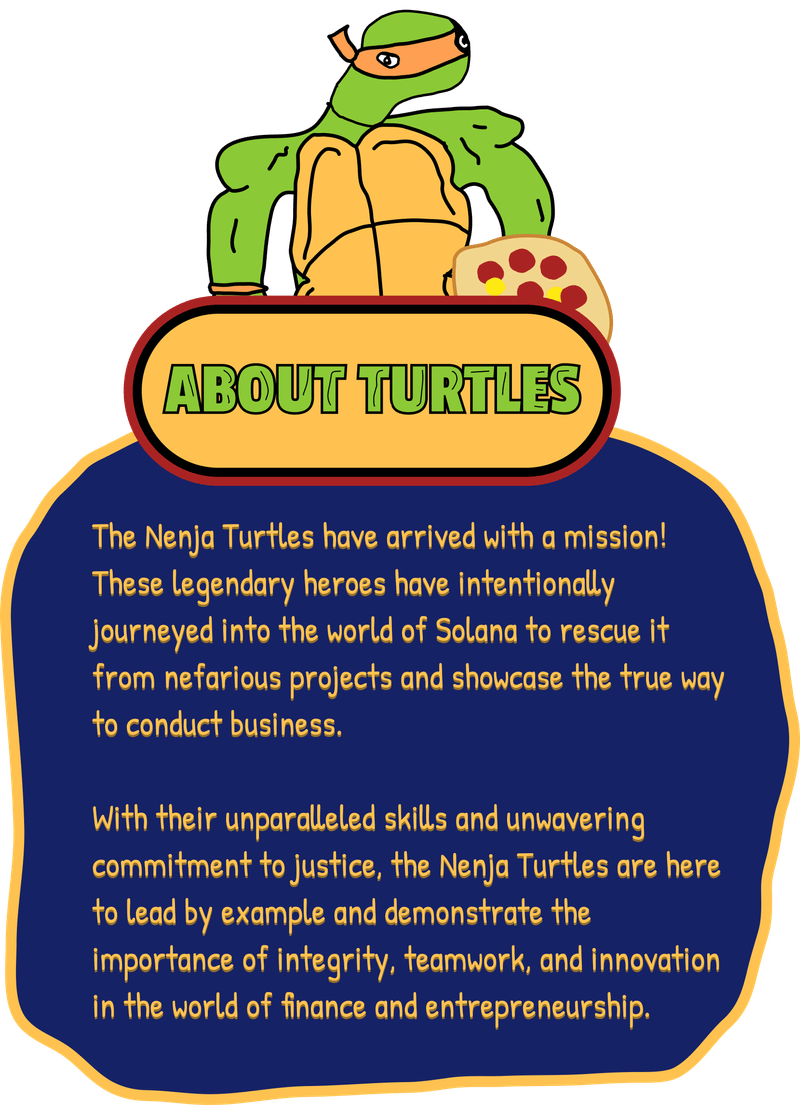 ABOUT TURTLES
The Nenja Turtles have arrived with a mission!
These legendary heroes have intentionally
journeyed into the world of Solana to rescue it
from nefarious projects and showcase the true way
to conduct business.
With their unparalleled skills and unwavering
commitment to justice, the Nenja Turtles are here
to lead by example and demonstrate the
importance of integrity, teamwork, and innovation
in the world of finance and entrepreneurship.